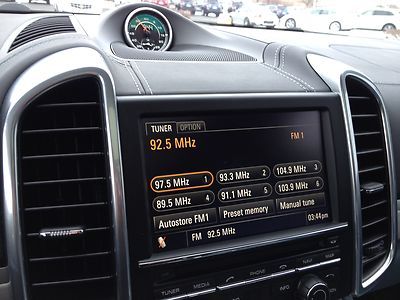 TUNER OPTION
92.5 MHz FM 1
97.5 MHz 1 93.3 MHz 2 104.9 MHz 3
89.5 MHz 4 91.1 MHz 5 103.9 MHz 6
Autostore FM1 Preset memory Manual tune
FM 92.5 MHz 03:44pm
TUNER MEDIA PHONE NAV MAP